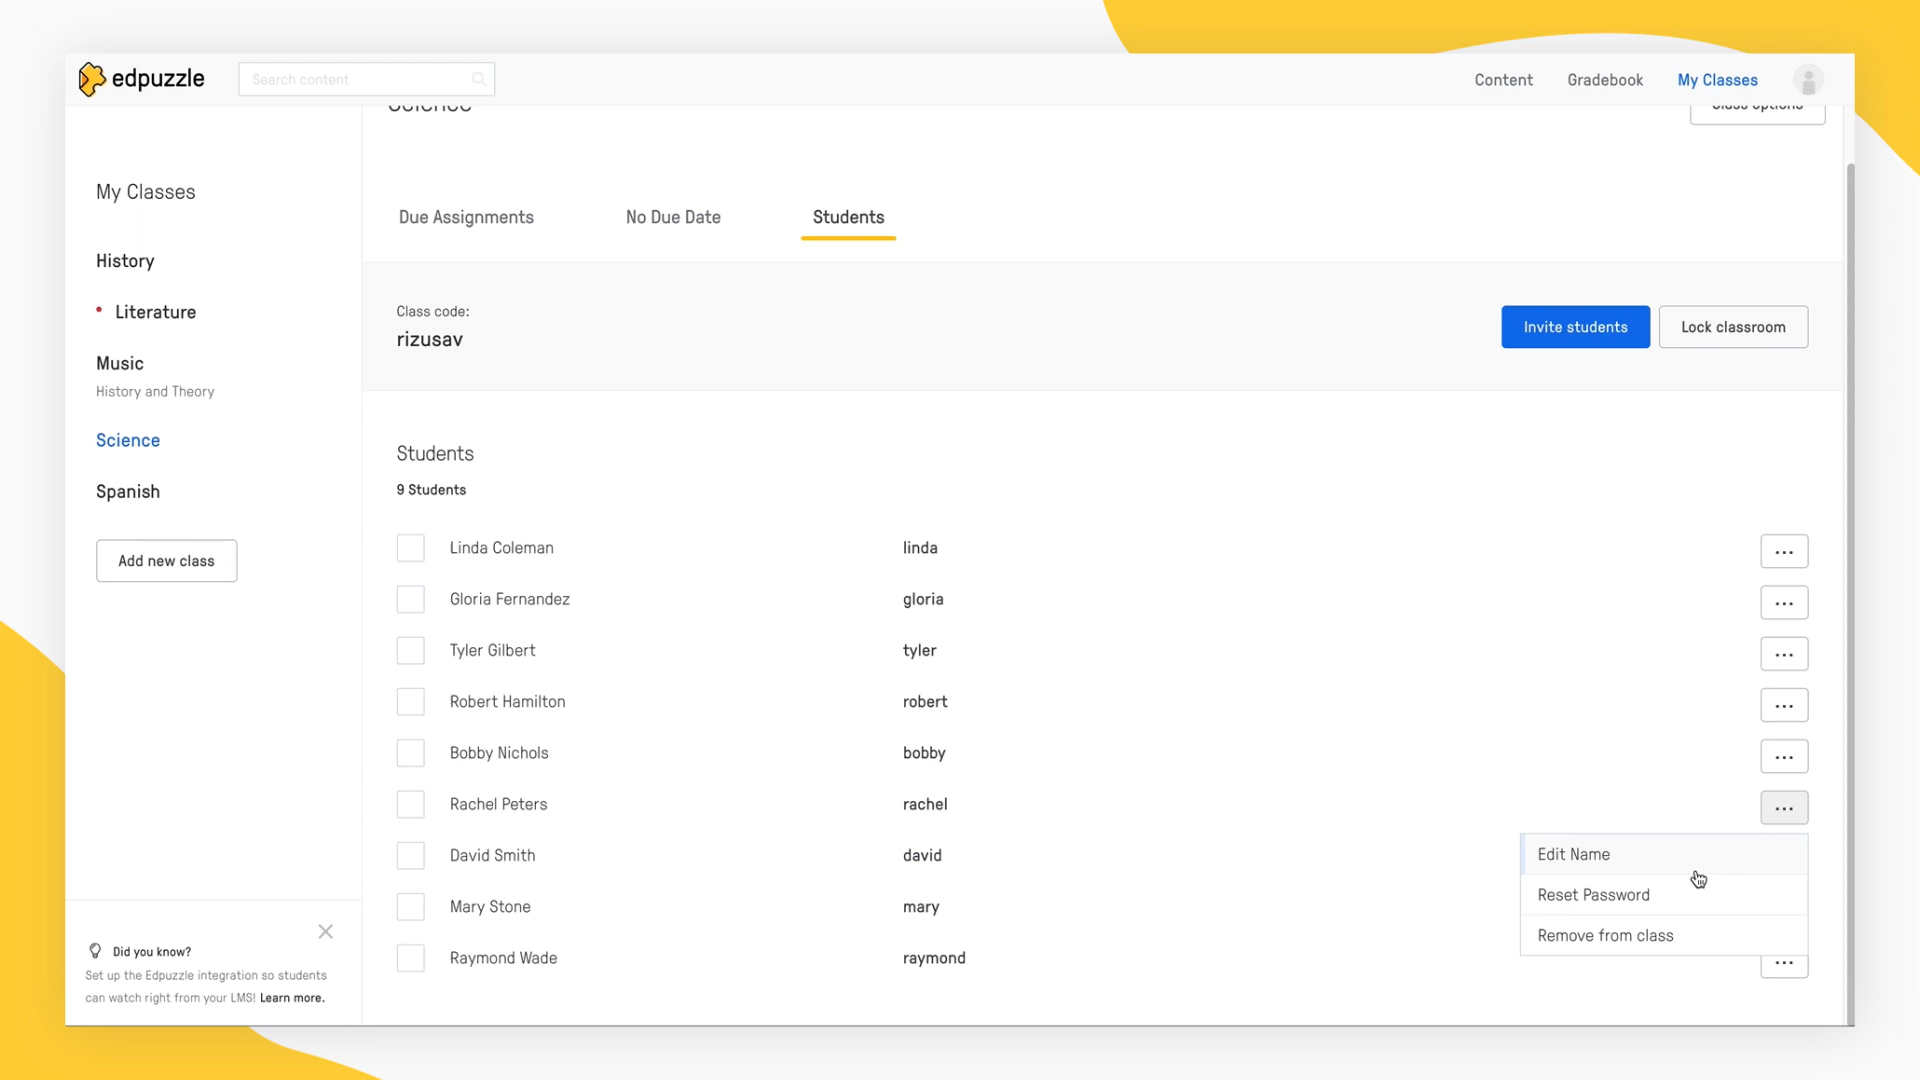 edpuzzle
Search content
Content
Gradebook
My Classes
Science
Class options
My Classes
History
Literature
Music
History and Theory
Science
Spanish
Add new class
Did you know?
Set up the Edpuzzle integration so students
can watch right from your LMS! Learn more.
Due Assignments
No Due Date
Students
Class code:
rizusav
Invite students
Lock classroom
Students
9 Students
Linda Coleman linda ...
Gloria Fernandez gloria ...
Tyler Gilbert tyler ...
Robert Hamilton robert ...
Bobby Nichols bobby ...
Rachel Peters rachel ...
David Smith david
Mary Stone mary
Raymond Wade raymond ...
Edit Name
Reset Password
Remove from class